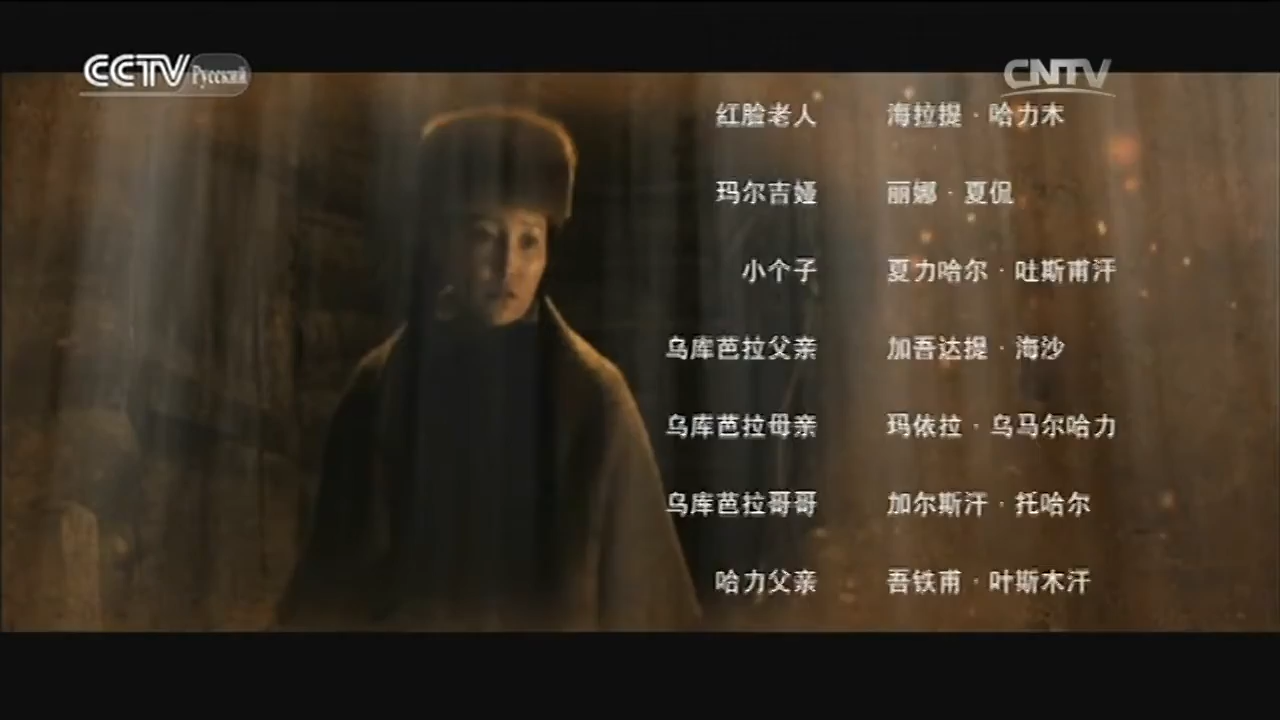 CCTV Русский
CNTV
红脸老人 海拉提·哈力木
玛尔吉娅 丽娜·夏侃
小个子 夏力哈尔·吐斯甫汗
乌库芭拉父亲 加吾达提·海沙
乌库芭拉母亲 玛依拉·乌马尔哈力
乌库芭拉哥哥 加尔斯汗·托哈尔
哈力父亲 吾铁甫·叶斯木汗